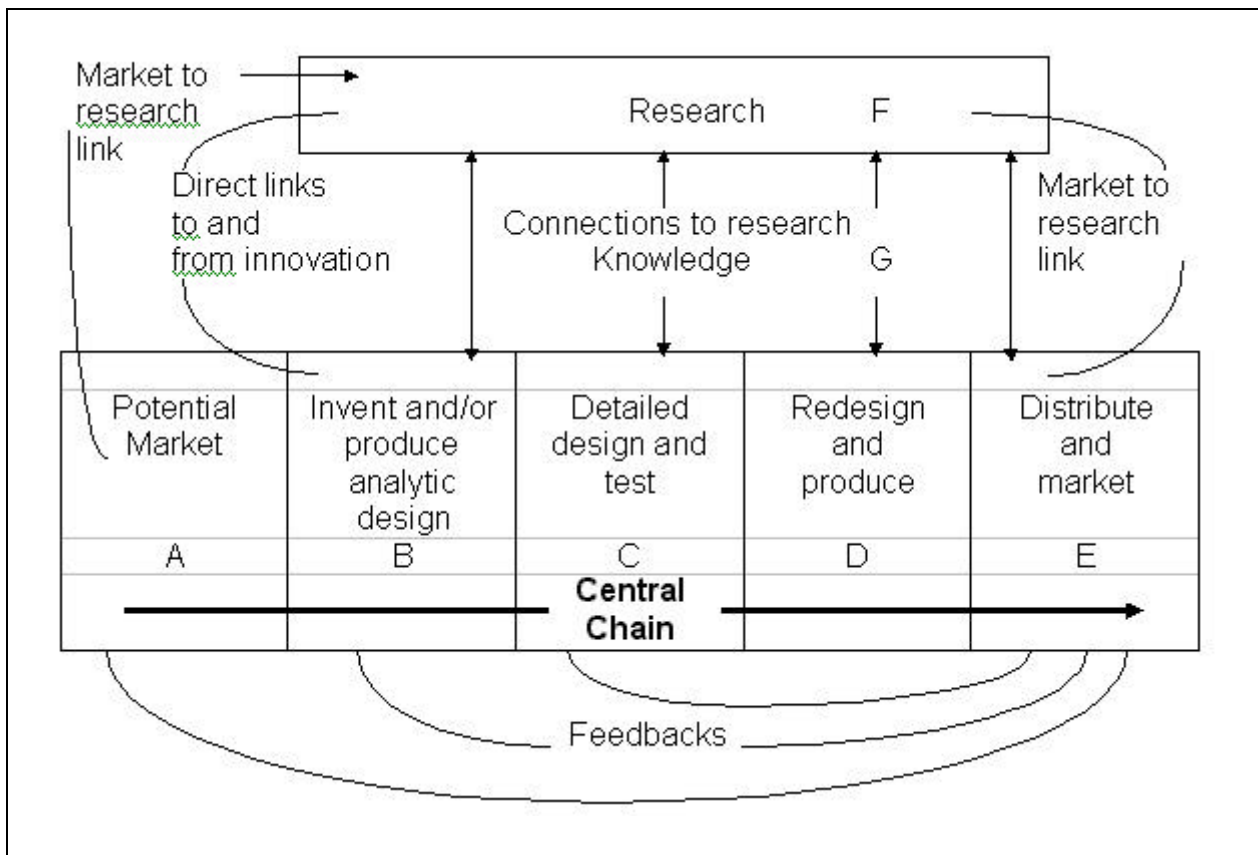 Market to
research
link
Research F
Direct links
to and
from innovation
Connections to research
Knowledge G
Market to
research
link
Potential
Market
A
Invent and/or
produce
analytic
design
B
Detailed
design and
test
C
Redesign
and
produce
D
Distribute
and
market
E
Central
Chain
Feedbacks